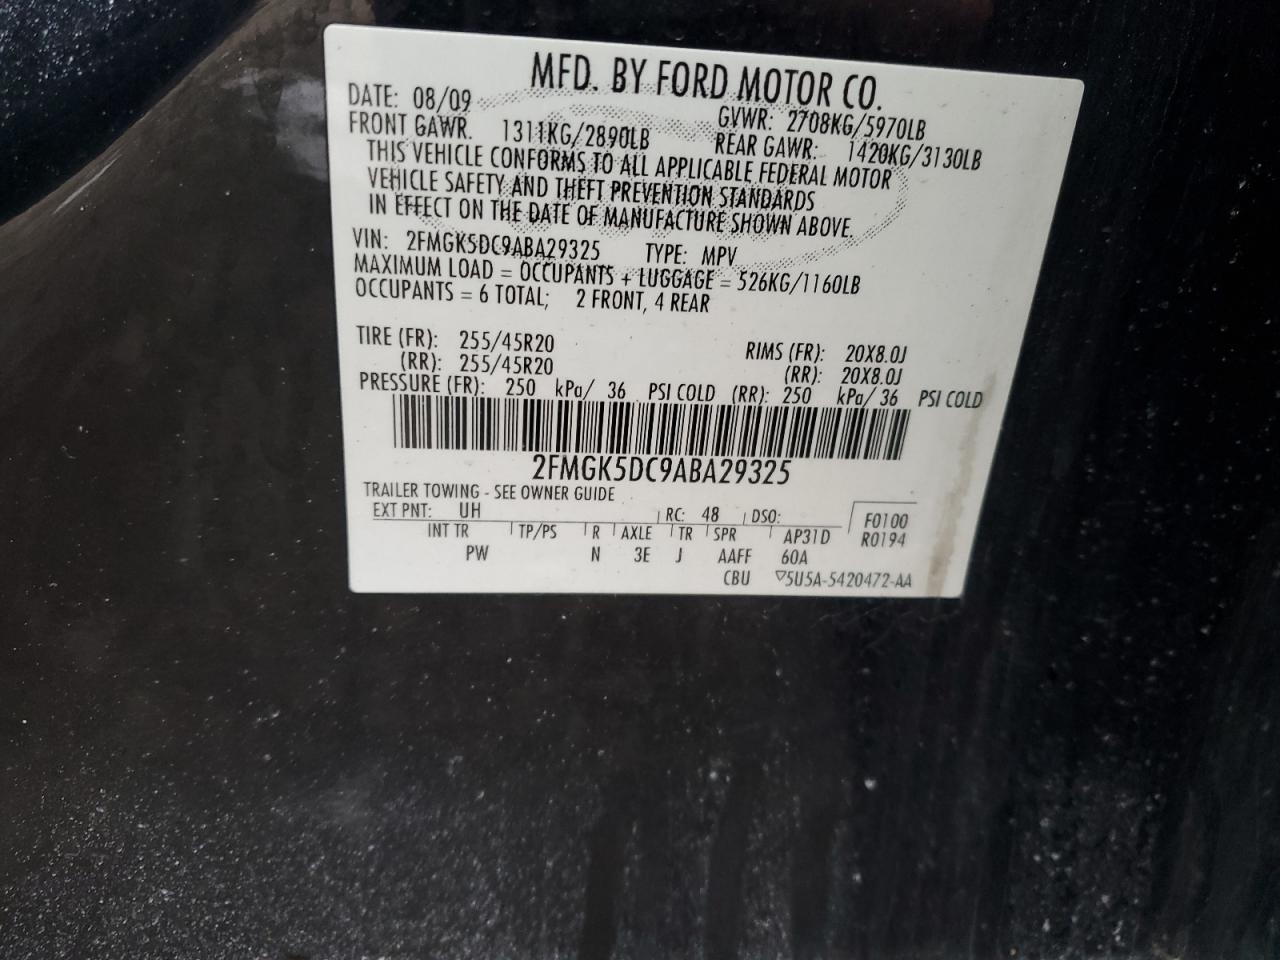 MFD. BY FORD MOTOR CO.
DATE: 08/09 GVWR: 2708KG/5970LB
FRONT GAWR: 1311KG/2890LB REAR GAWR: 1420KG/3130LB
THIS VEHICLE CONFORMS TO ALL APPLICABLE FEDERAL MOTOR
VEHICLE SAFETY AND THEFT PREVENTION STANDARDS
IN EFFECT ON THE DATE OF MANUFACTURE SHOWN ABOVE.
VIN: 2FMGK5DC9ABA29325 TYPE: MPV
MAXIMUM LOAD = OCCUPANTS + LUGGAGE = 526KG/1160LB
OCCUPANTS = 6 TOTAL; 2 FRONT, 4 REAR
TIRE (FR): 255/45R20 RIMS (FR): 20X8.0J
(RR): 255/45R20 (RR): 20X8.0J
PRESSURE (FR): 250 kPa/ 36 PSI COLD (RR): 250 kPa/ 36 PSI COLD
2FMGK5DC9ABA29325
TRAILER TOWING - SEE OWNER GUIDE
EXT PNT: UH RC: 48 DSO: F0100
INT TR TP/PS R AXLE TR SPR AP31D R0194
PW N 3E J AAFF 60A
CBU ▽5U5A-5420472-AA